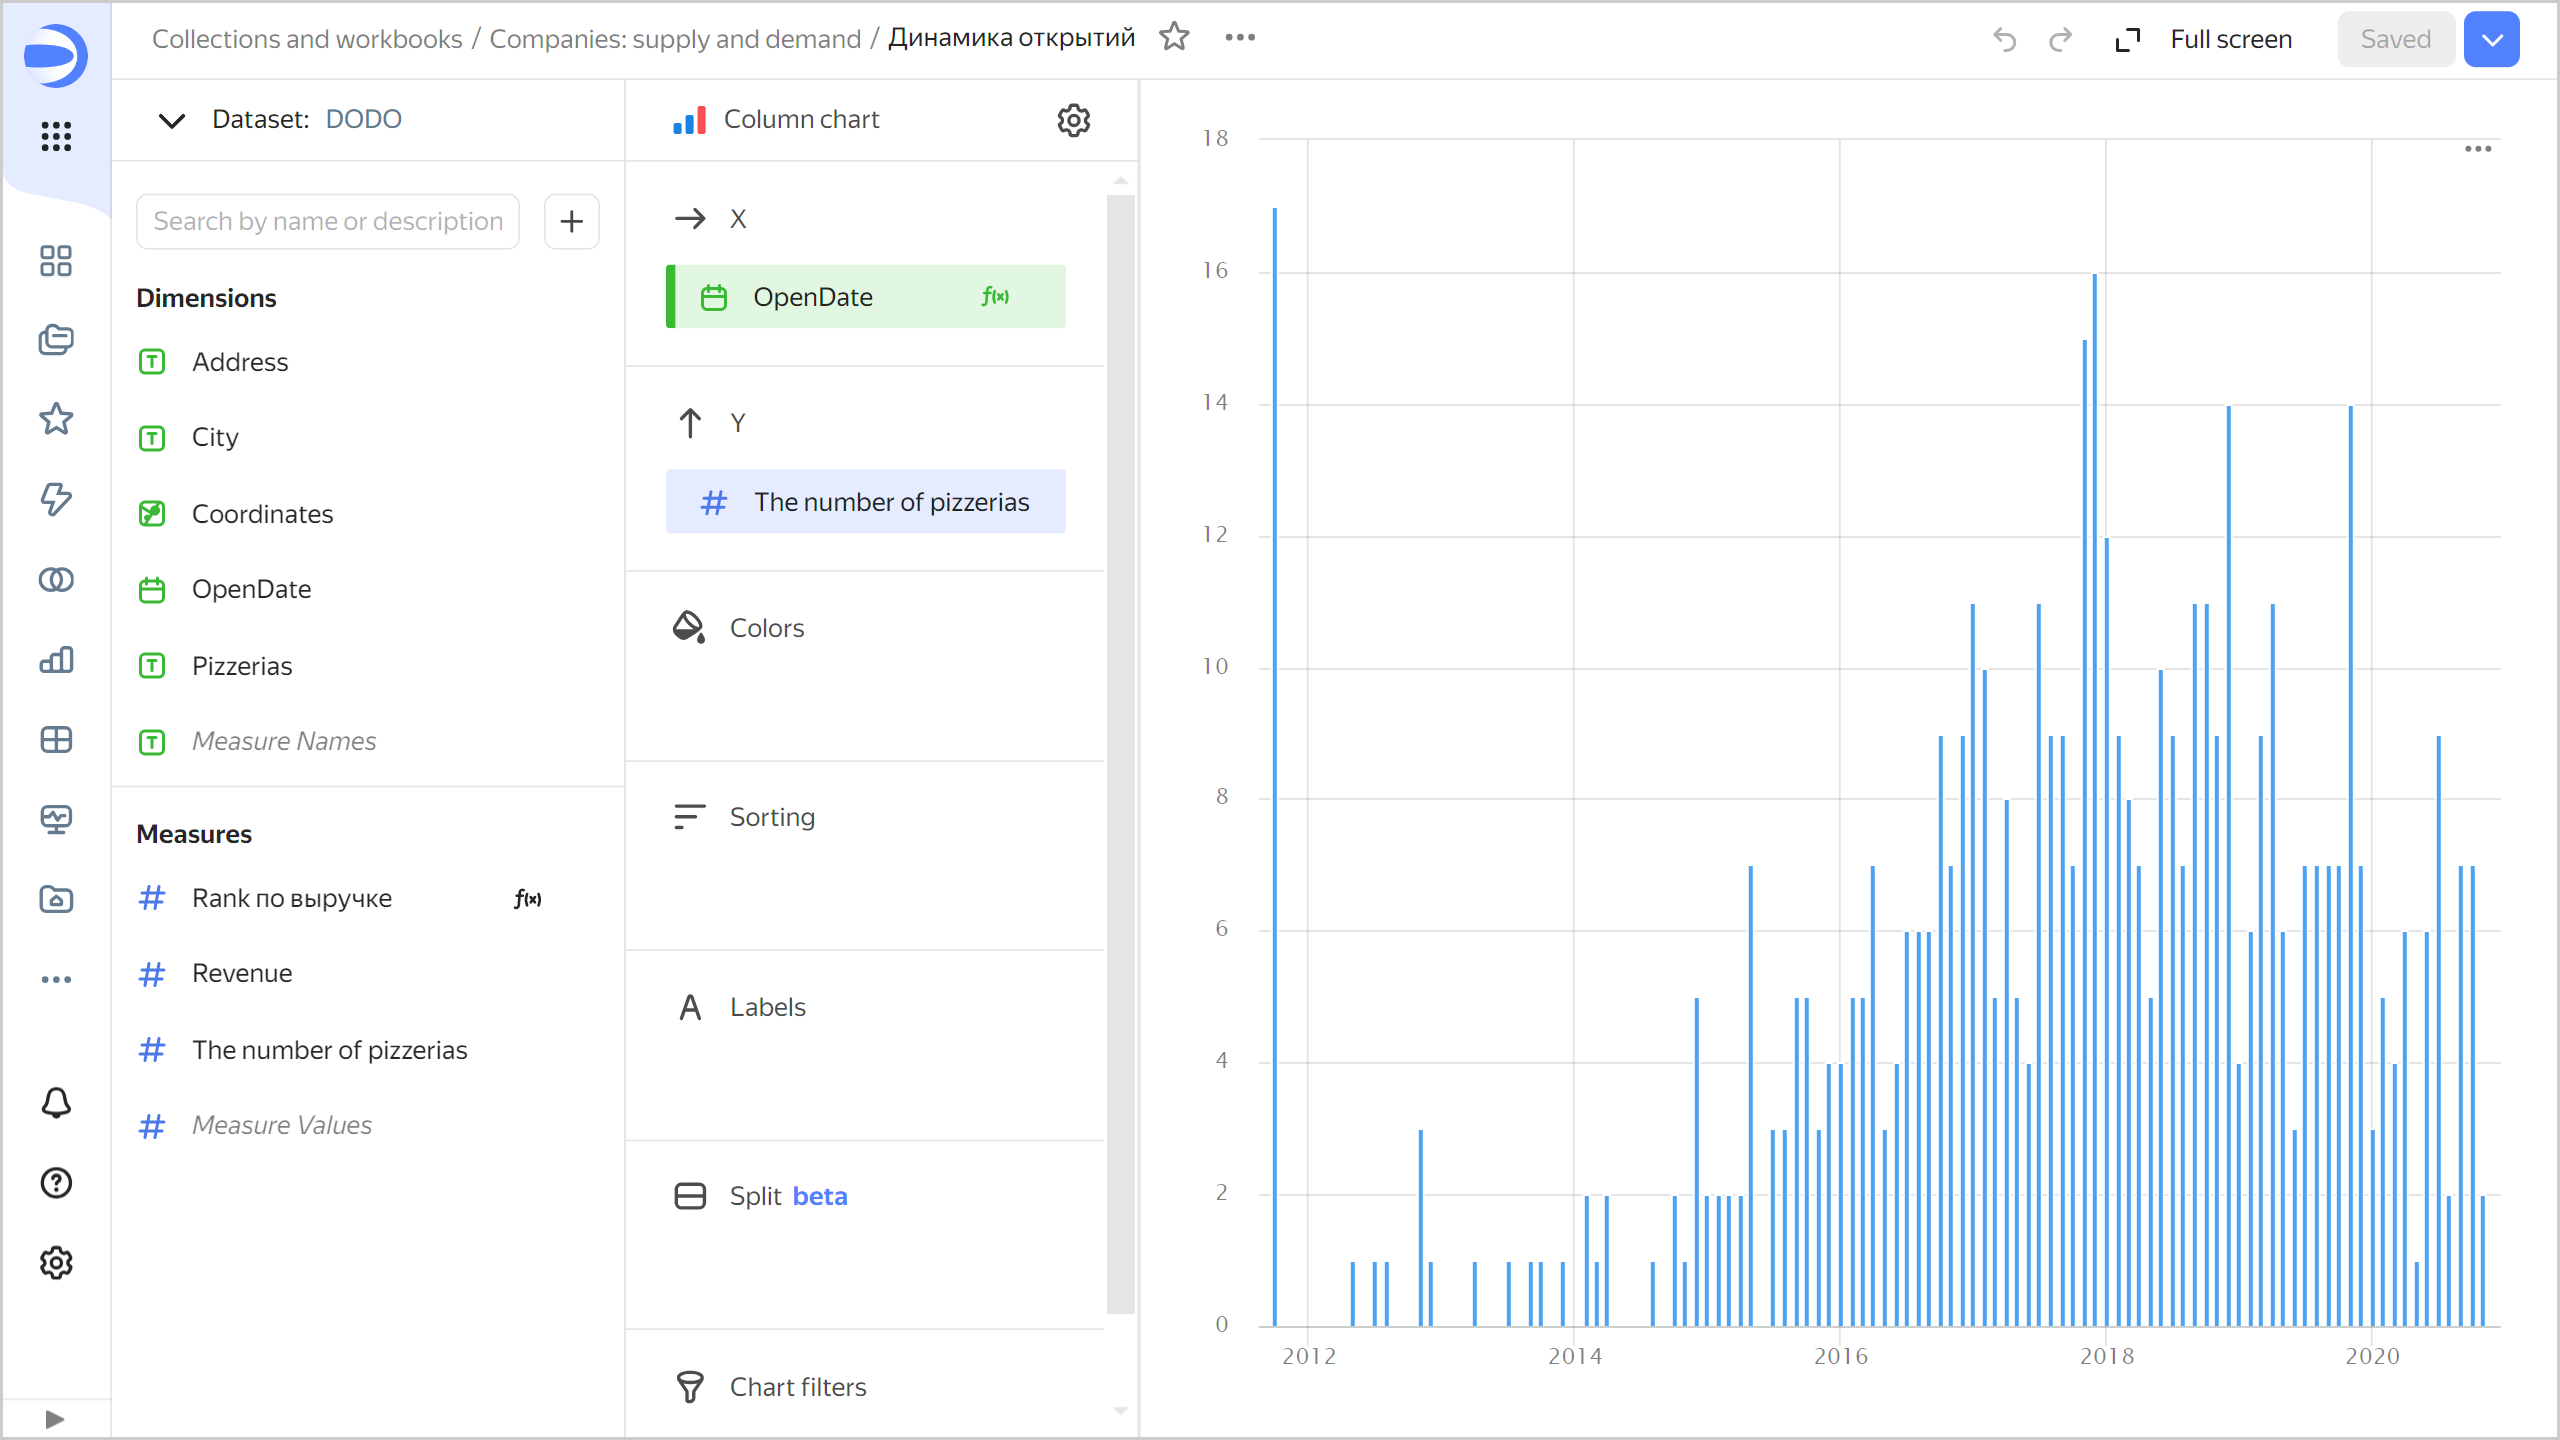 Collections and workbooks / Companies: supply and demand / Динамика открытий
Full screen
Saved
Dataset: DODO
Search by name or description
Dimensions
T Address
T City
Coordinates
OpenDate
T Pizzerias
T Measure Names
Measures
# Rank по выручке f(x)
# Revenue
# The number of pizzerias
# Measure Values
Column chart
X
OpenDate f(x)
Y
# The number of pizzerias
Colors
Sorting
A Labels
Split beta
Chart filters
18
16
14
12
10
8
6
4
2
0
2012 2014 2016 2018 2020